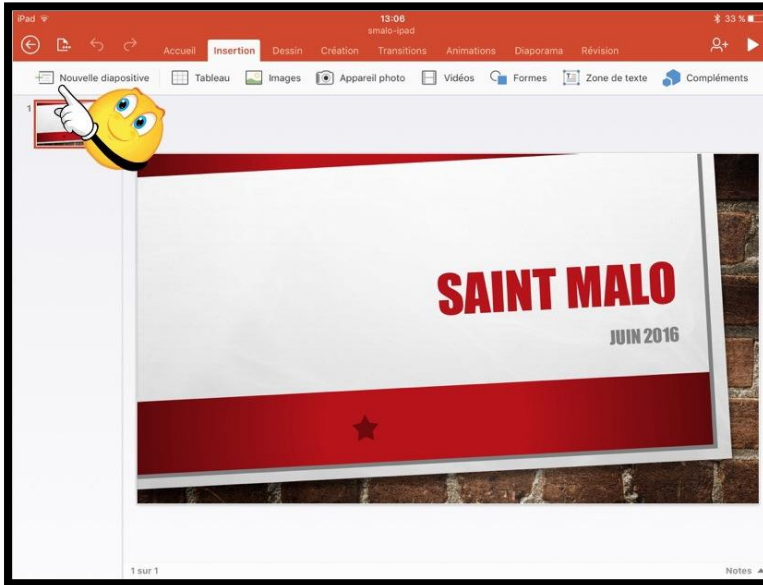 iPad 13:06 33 %
smalo-ipad
Accueil Insertion Dessin Création Transitions Animations Diaporama Révision
Nouvelle diapositive Tableau Images Appareil photo Vidéos Formes Zone de texte Compléments
1
SAINT MALO
JUIN 2016
1 sur 1 Notes